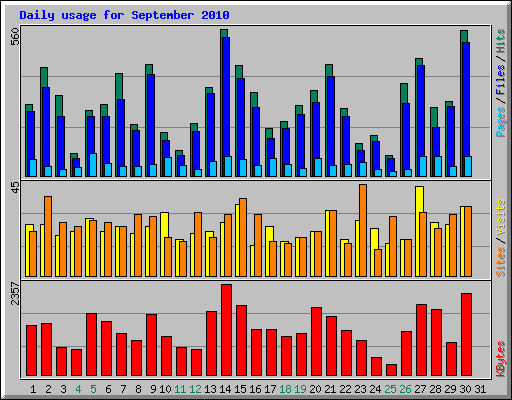 Daily usage for September 2010
560
Pages / Files / Hits
45
Sites / Visits
2357
KBytes
1 2 3 4 5 6 7 8 9 10 11 12 13 14 15 16 17 18 19 20 21 22 23 24 25 26 27 28 29 30 31